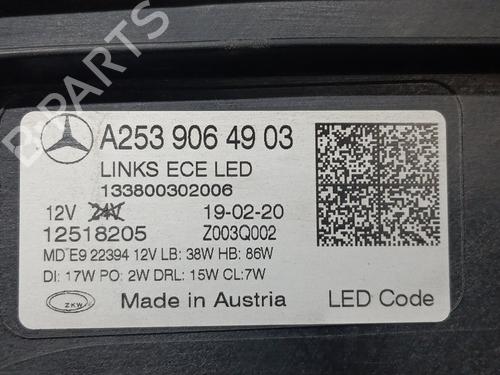 A253 906 49 03
LINKS ECE LED
133800302006
12V 24V 19-02-20
12518205 Z003Q002
MD E9 22394 12V LB: 38W HB: 86W
DI: 17W PO: 2W DRL: 15W CL:7W
ZKW Made in Austria LED Code
B-PARTS